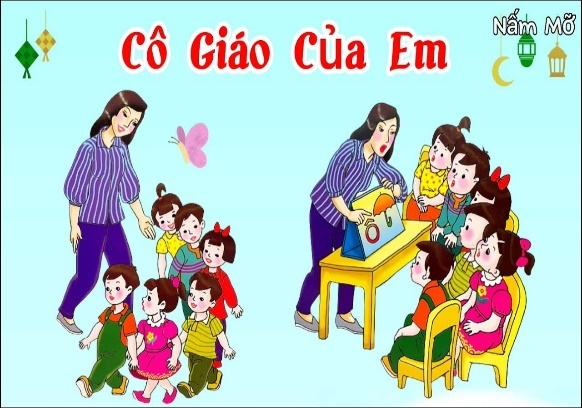 Nấm Mỡ
Cô Giáo Của Em
Ô